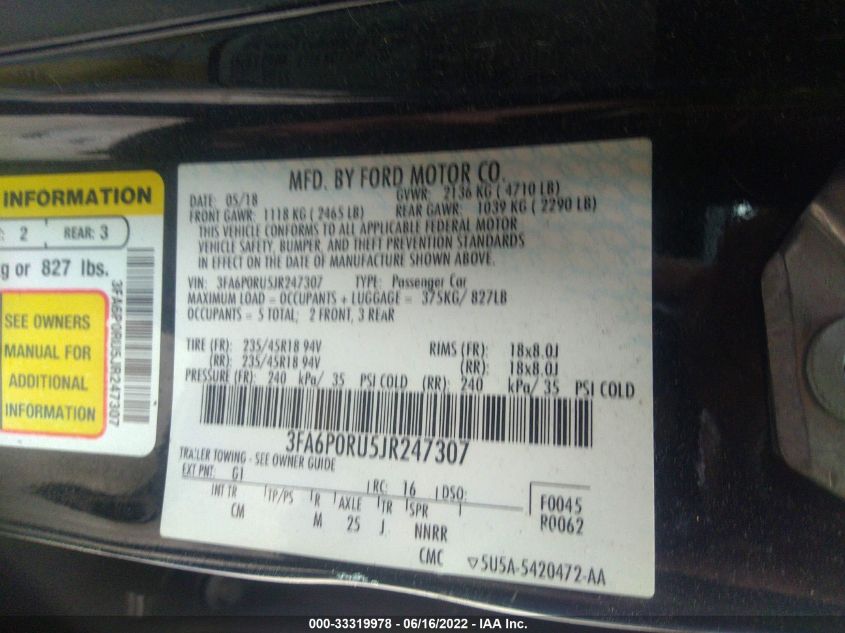 INFORMATION
: 2 REAR: 3
g or 827 lbs.
SEE OWNERS
MANUAL FOR
ADDITIONAL
INFORMATION
3FA6P0RU5JR247307
MFD. BY FORD MOTOR CO.
DATE: 05/18 GVWR: 2136 KG ( 4710 LB)
FRONT GAWR: 1118 KG ( 2465 LB) REAR GAWR: 1039 KG ( 2290 LB)
THIS VEHICLE CONFORMS TO ALL APPLICABLE FEDERAL MOTOR
VEHICLE SAFETY, BUMPER, AND THEFT PREVENTION STANDARDS
IN EFFECT ON THE DATE OF MANUFACTURE SHOWN ABOVE.
VIN: 3FA6P0RU5JR247307 TYPE: Passenger Car
MAXIMUM LOAD = OCCUPANTS + LUGGAGE = 375KG/ 827LB
OCCUPANTS = 5 TOTAL; 2 FRONT, 3 REAR
TIRE (FR): 235/45R18 94V RIMS (FR): 18x8.0J
(RR): 235/45R18 94V (RR): 18x8.0J
PRESSURE (FR): 240 kPa/ 35 PSI COLD (RR): 240 kPa/ 35 PSI COLD
3FA6P0RU5JR247307
TRAILER TOWING - SEE OWNER GUIDE
EXT PNT: G1 RC: 16 DSO: F0045
INT TR TP/PS R AXLE TR SPR R0062
CM M 25 J NNRR
CMC 5U5A-5420472-AA
000-33319978 - 06/16/2022 - IAA Inc.